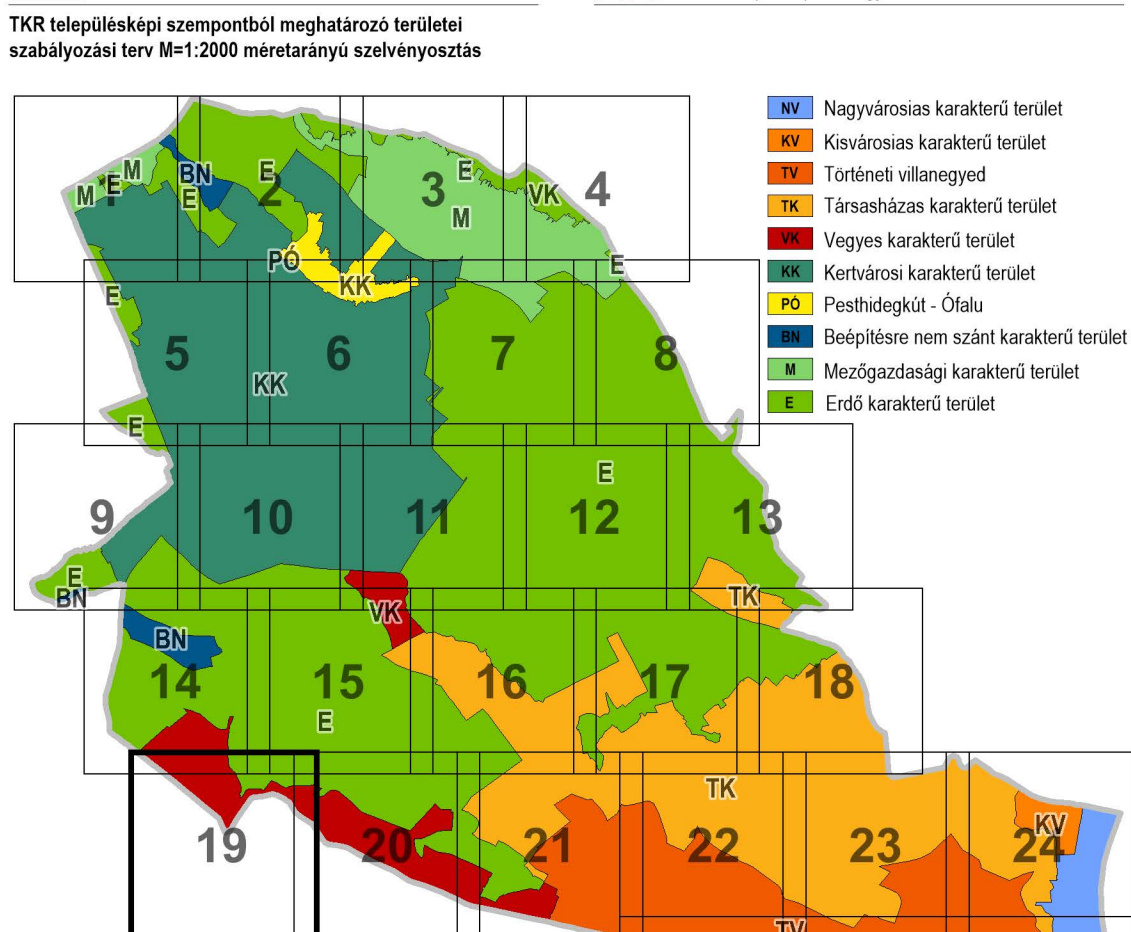 TKR településképi szempontból meghatározó területei
szabályozási terv M=1:2000 méretarányú szelvényosztás
NV Nagyvárosias karakterű terület
KV Kisvárosias karakterű terület
TV Történeti villanegyed
TK Társasházas karakterű terület
VK Vegyes karakterű terület
KK Kertvárosi karakterű terület
PÓ Pesthidegkút - Ófalu
BN Beépítésre nem szánt karakterű terület
M Mezőgazdasági karakterű terület
E Erdő karakterű terület
M
M
E
1
BN
E
E
2
3
E
M
VK
4
E
PÓ
KK
E
5
6
7
8
KK
E
E
9
10
11
12
13
E
BN
TK
VK
BN
14
15
16
17
18
E
TK
19
20
21
22
23
KV
24
TV